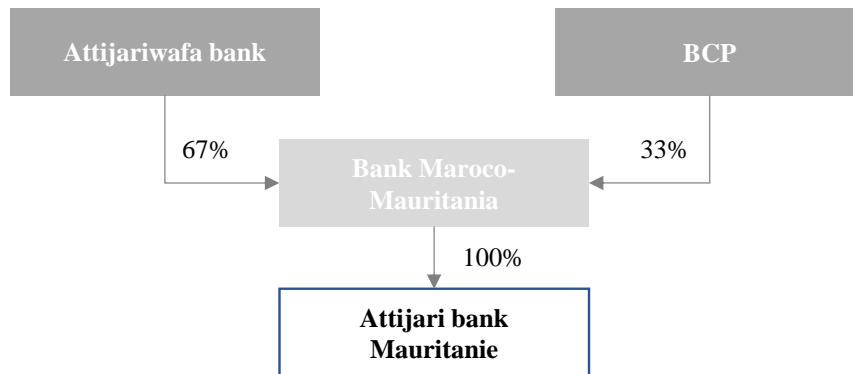 Attijariwafa bank
BCP
67%
33%
Bank Maroco-
Mauritania
100%
Attijari bank
Mauritanie